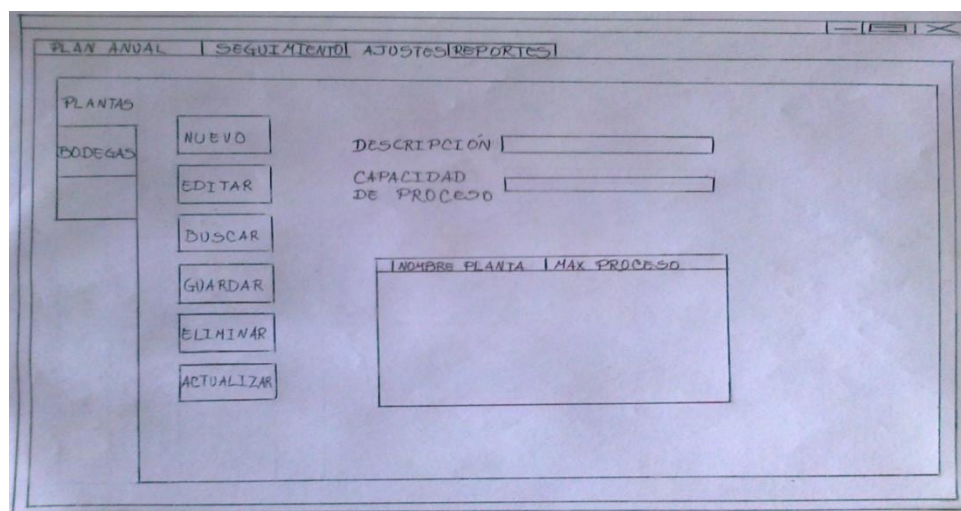 PLAN ANUAL | SEGUIMIENTO| AJUSTES|REPORTES|
PLANTAS
BODEGAS
NUEVO
EDITAR
BUSCAR
GUARDAR
ELIMINAR
ACTUALIZAR
DESCRIPCIÓN
CAPACIDAD
DE PROCESO
NOMBRE PLANTA | MAX PROCESO